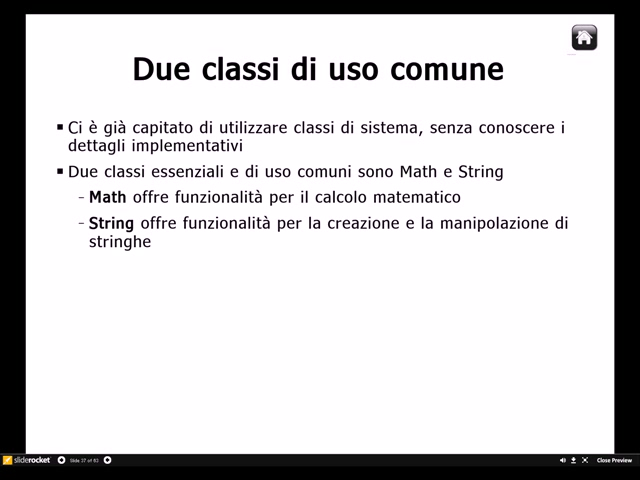 Due classi di uso comune
Ci è già capitato di utilizzare classi di sistema, senza conoscere i
dettagli implementativi
Due classi essenziali e di uso comuni sono Math e String
– Math offre funzionalità per il calcolo matematico
– String offre funzionalità per la creazione e la manipolazione di
stringhe
sliderocket Slide 37 of 83 Close Preview